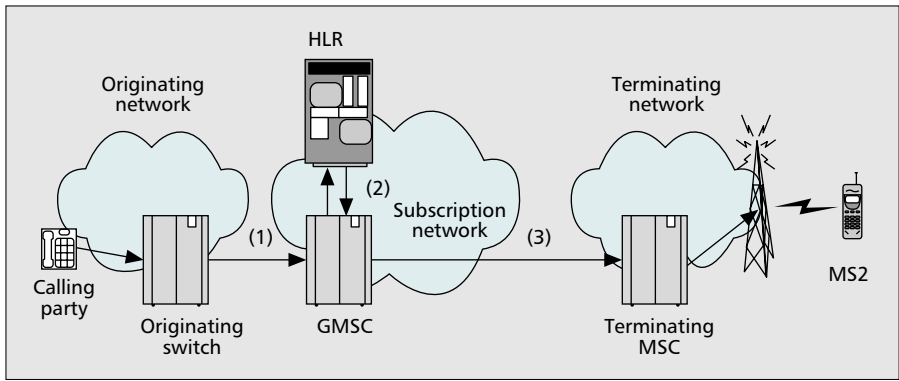 HLR
Originating
network
Terminating
network
(2)
Subscription
network
(1)
(3)
Calling
party
MS2
Originating
switch
GMSC
Terminating
MSC